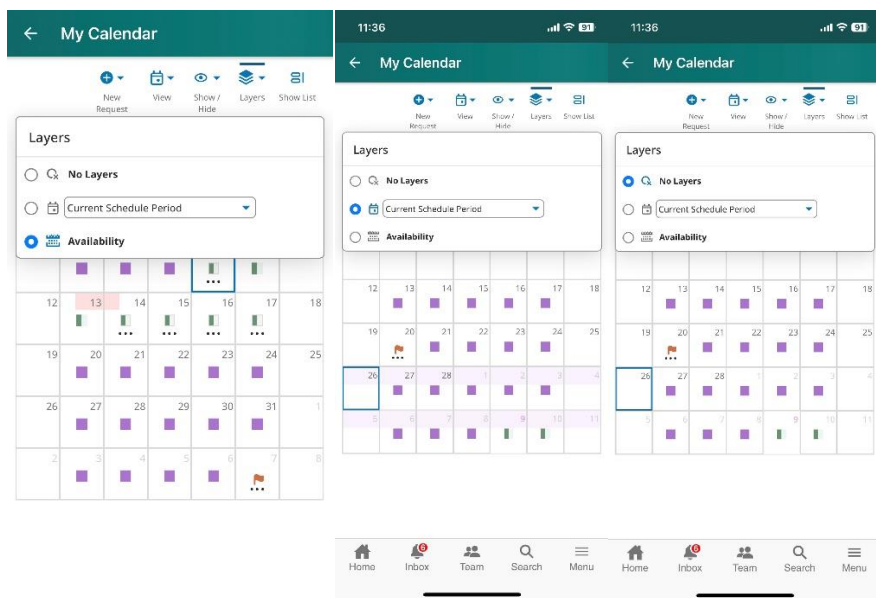 My Calendar
New Request
View
Show / Hide
Layers
Show List
Layers
No Layers
Current Schedule Period
Availability
12 13 14 15 16 17 18
19 20 21 22 23 24 25
26 27 28 29 30 31 1
2 3 4 5 6 7 8
11:36
91
My Calendar
New Request
View
Show / Hide
Layers
Show List
Layers
No Layers
Current Schedule Period
Availability
12 13 14 15 16 17 18
19 20 21 22 23 24 25
26 27 28 1 2 3 4
5 6 7 8 9 10 11
Home
6
Inbox
Team
Search
Menu
11:36
91
My Calendar
New Request
View
Show / Hide
Layers
Show List
Layers
No Layers
Current Schedule Period
Availability
12 13 14 15 16 17 18
19 20 21 22 23 24 25
26 27 28 1 2 3 4
5 6 7 8 9 10 11
Home
6
Inbox
Team
Search
Menu